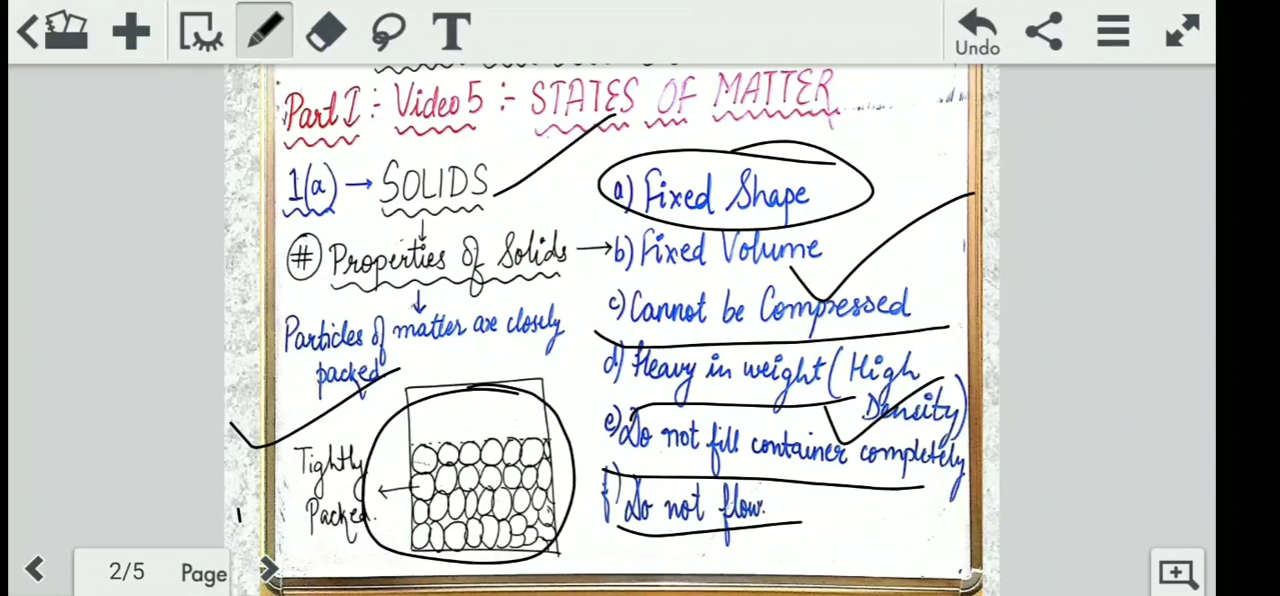 Undo
Part I :- Video 5 :- STATES OF MATTER
1(a) → SOLIDS
# Properties of Solids →
Particles of matter are closely
packed
Tightly
Packed.
a) Fixed Shape
b) Fixed Volume
c) Cannot be Compressed
d) Heavy in weight (High
Density)
e) Do not fill container completely
f) Do not flow.
2/5 Page